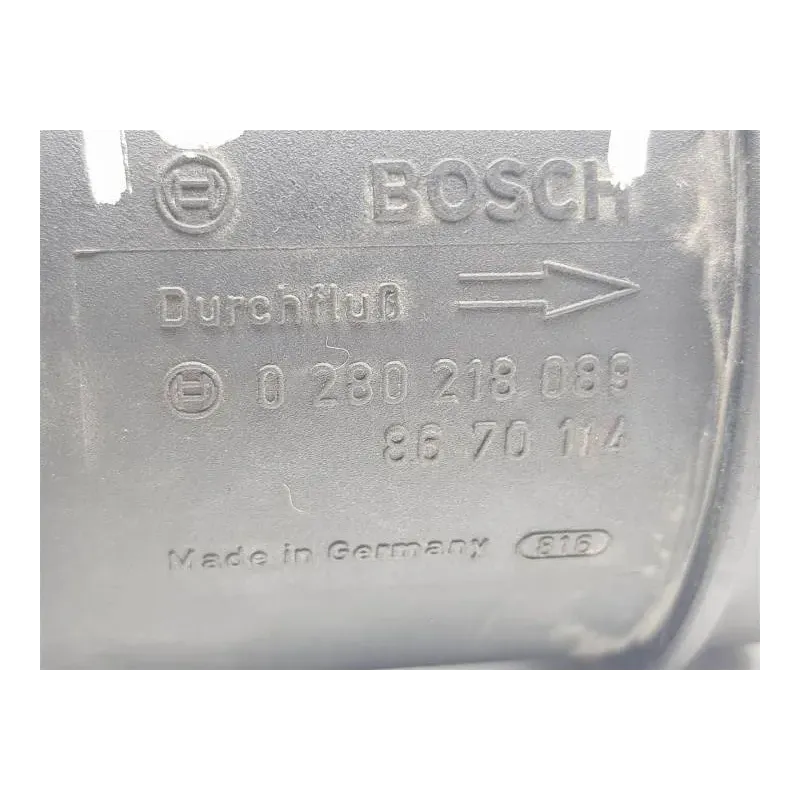 BOSCH
Durchfluß
0 280 218 089
86 70 114
Made in Germany 816